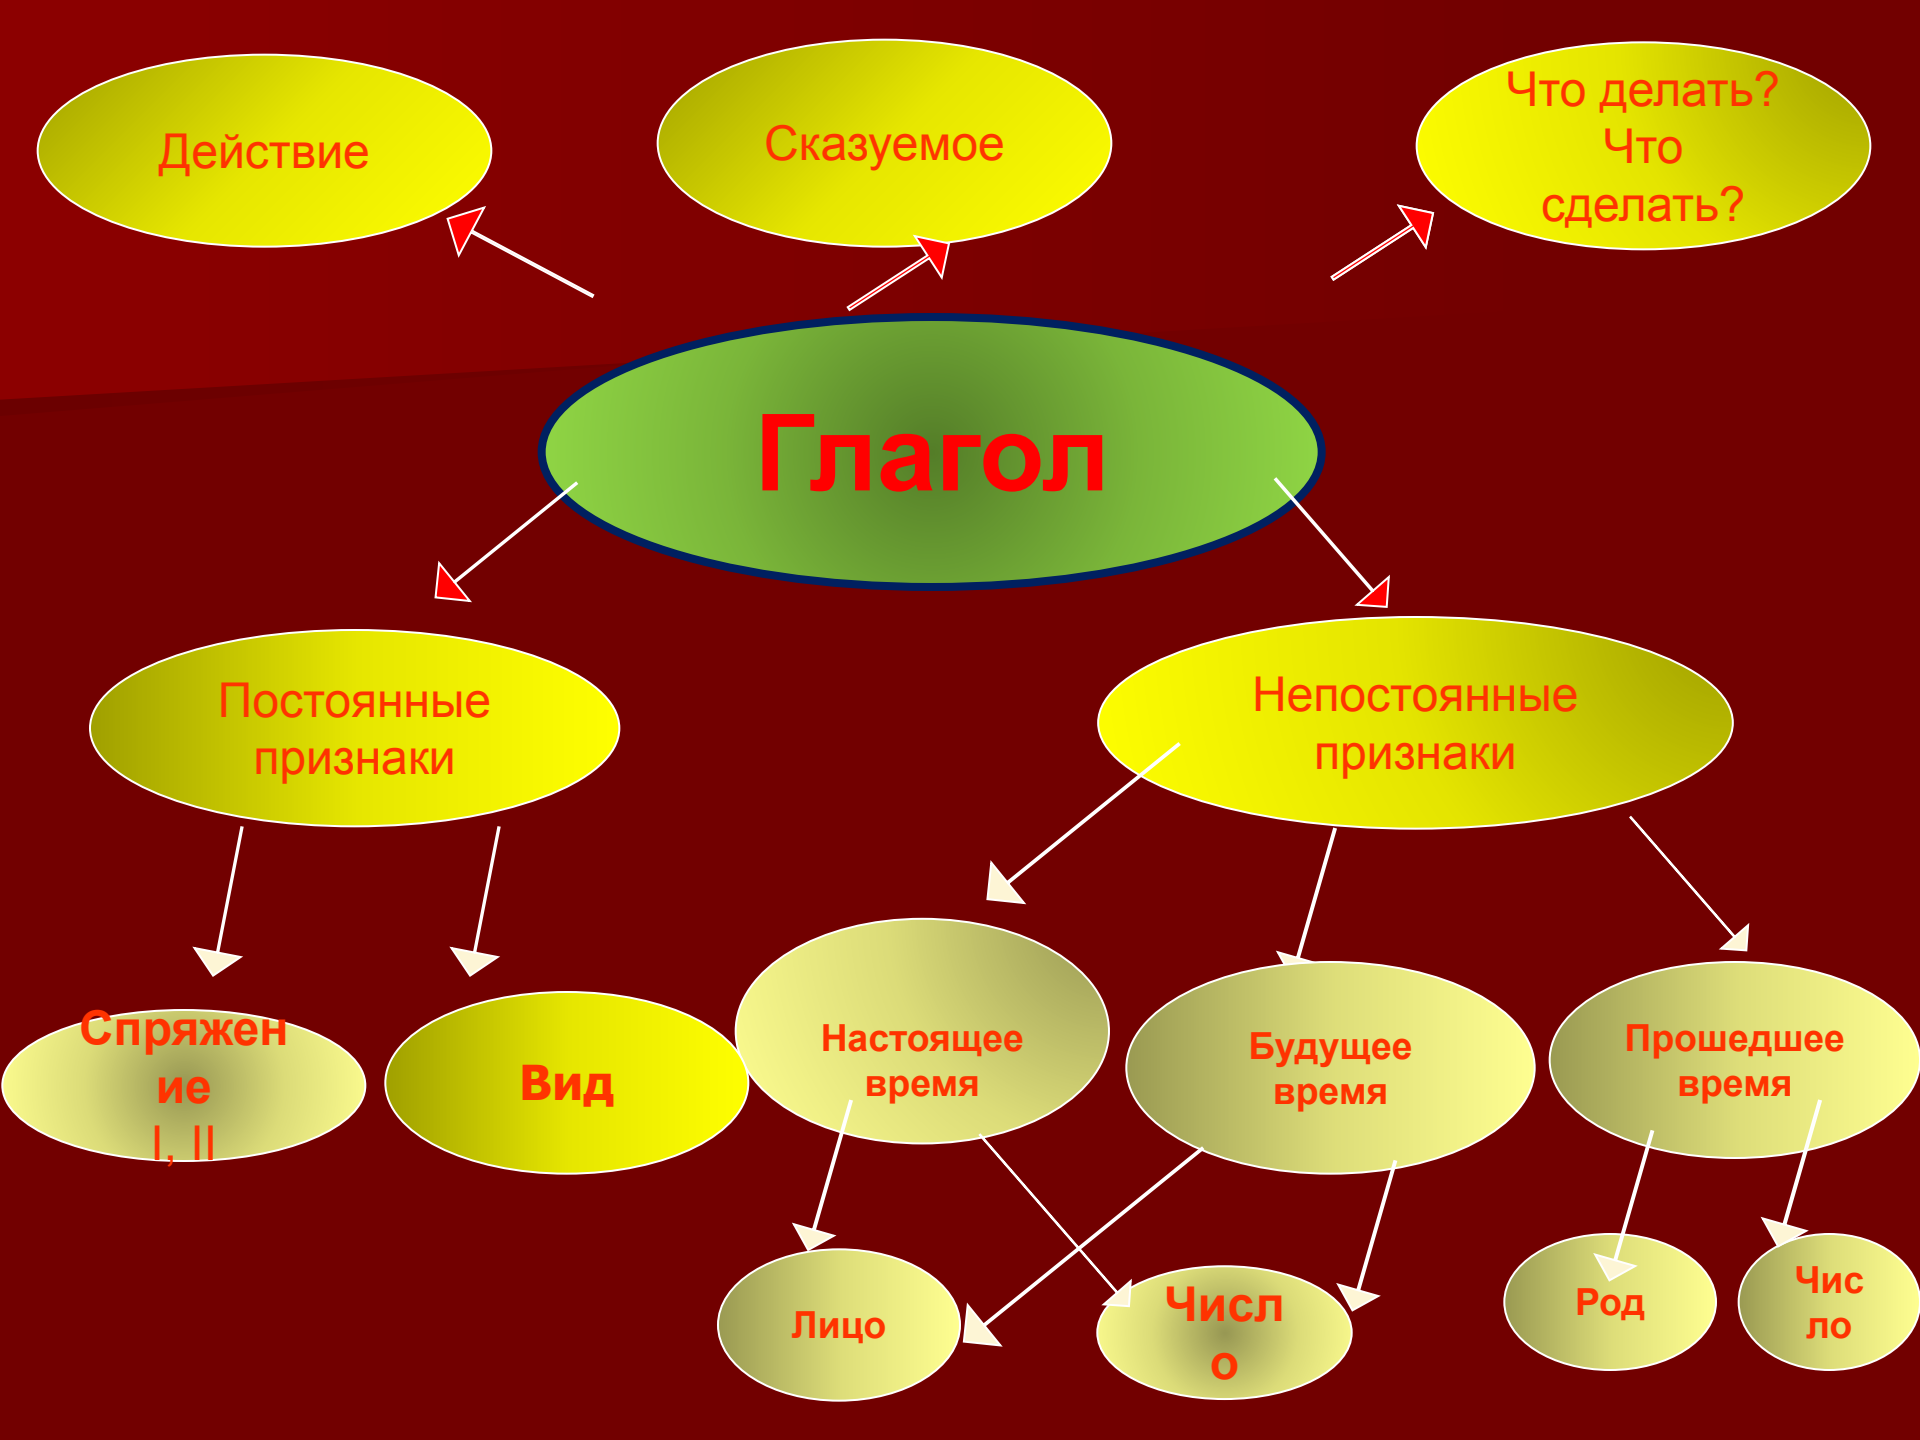 Действие
Сказуемое
Что делать?
Что
сделать?
Глагол
Постоянные
признаки
Непостоянные
признаки
Спряжен
ие
I, II
Вид
Настоящее
время
Будущее
время
Прошедшее
время
Лицо
Числ
о
Род
Чис
ло